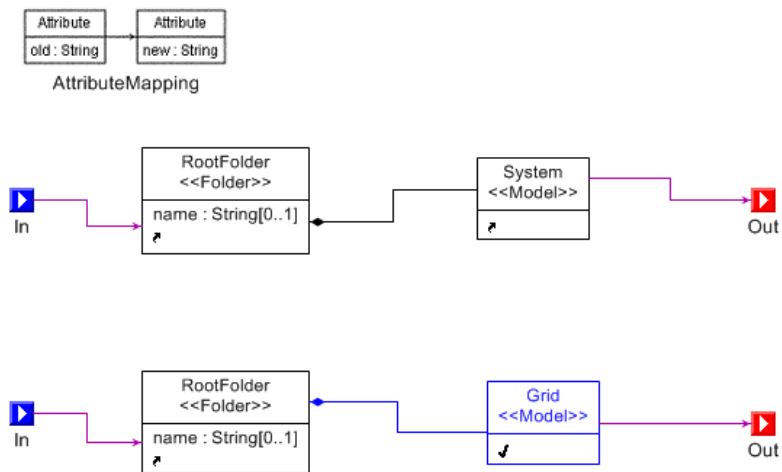 Attribute
Attribute
old : String
new : String
AttributeMapping
RootFolder
<<Folder>>
name : String[0..1]
System
<<Model>>
In
Out
RootFolder
<<Folder>>
name : String[0..1]
Grid
<<Model>>
In
Out